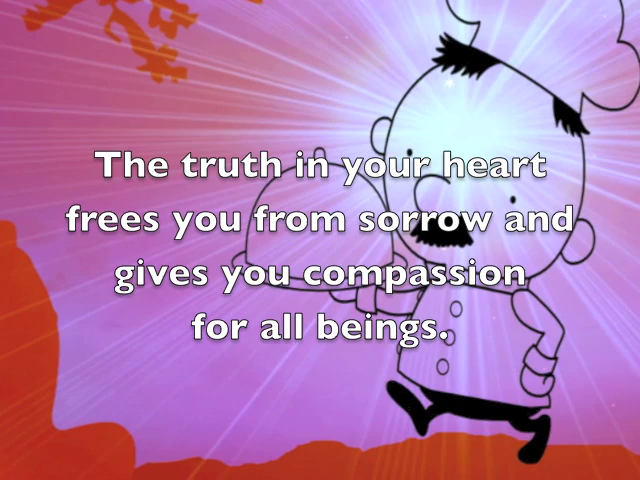 The truth in your heart
frees you from sorrow and
gives you compassion
for all beings.